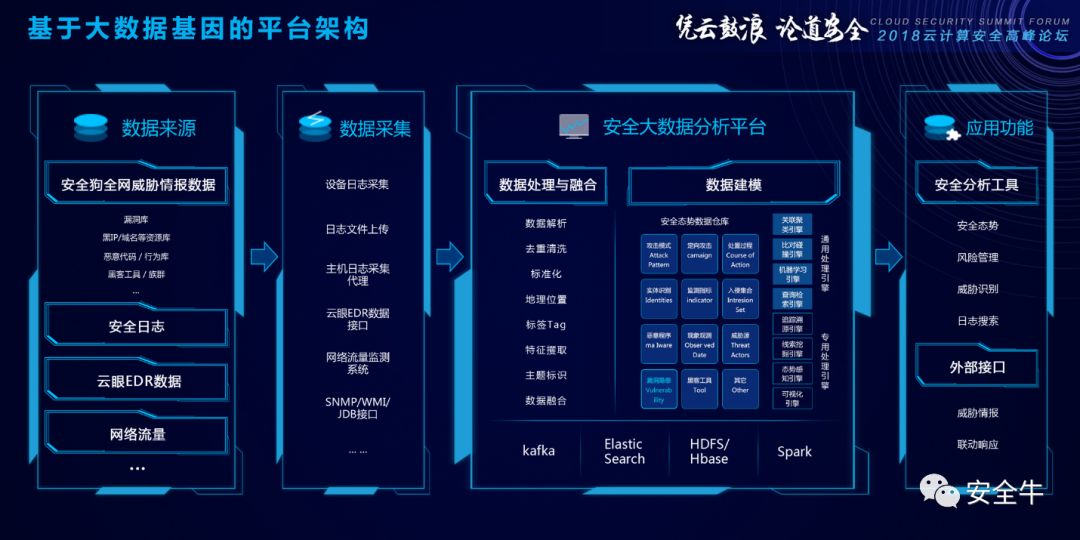 基于大数据基因的平台架构
凭云鼓浪 论道安全
CLOUD SECURITY SUMMIT FORUM
2018云计算安全高峰论坛
数据来源
安全狗全网威胁情报数据
漏洞库
黑IP/域名等资源库
恶意代码 / 行为库
黑客工具 / 族群
...
安全日志
云眼EDR数据
网络流量
...
数据采集
设备日志采集
日志文件上传
主机日志采集
代理
云眼EDR数据
接口
网络流量监测
系统
SNMP/WMI/
JDB接口
... ...
安全大数据分析平台
数据处理与融合
数据解析
去重清洗
标准化
地理位置
标签Tag
特征提取
主题标识
数据融合
数据建模
安全态势数据仓库
攻击模式
Attack
Pattern
定向攻击
camaign
处置过程
Course of
Action
实体识别
Identities
监测指标
indicator
入侵集合
Intresion
Set
恶意程序
ma lware
现象观测
Obser ved
Date
威胁源
Threat
Actors
漏洞隐患
Vulnerab
ility
黑客工具
Tool
其它
Other
关联聚
类引擎
比对碰
撞引擎
机器学习
引擎
查询检
索引擎
追踪溯
源引擎
线索挖
掘引擎
态势感
知引擎
可视化
引擎
通用处理引擎
专用处理引擎
kafka
Elastic
Search
HDFS/
Hbase
Spark
应用功能
安全分析工具
安全态势
风险管理
威胁识别
日志搜索
外部接口
威胁情报
联动响应
安全牛